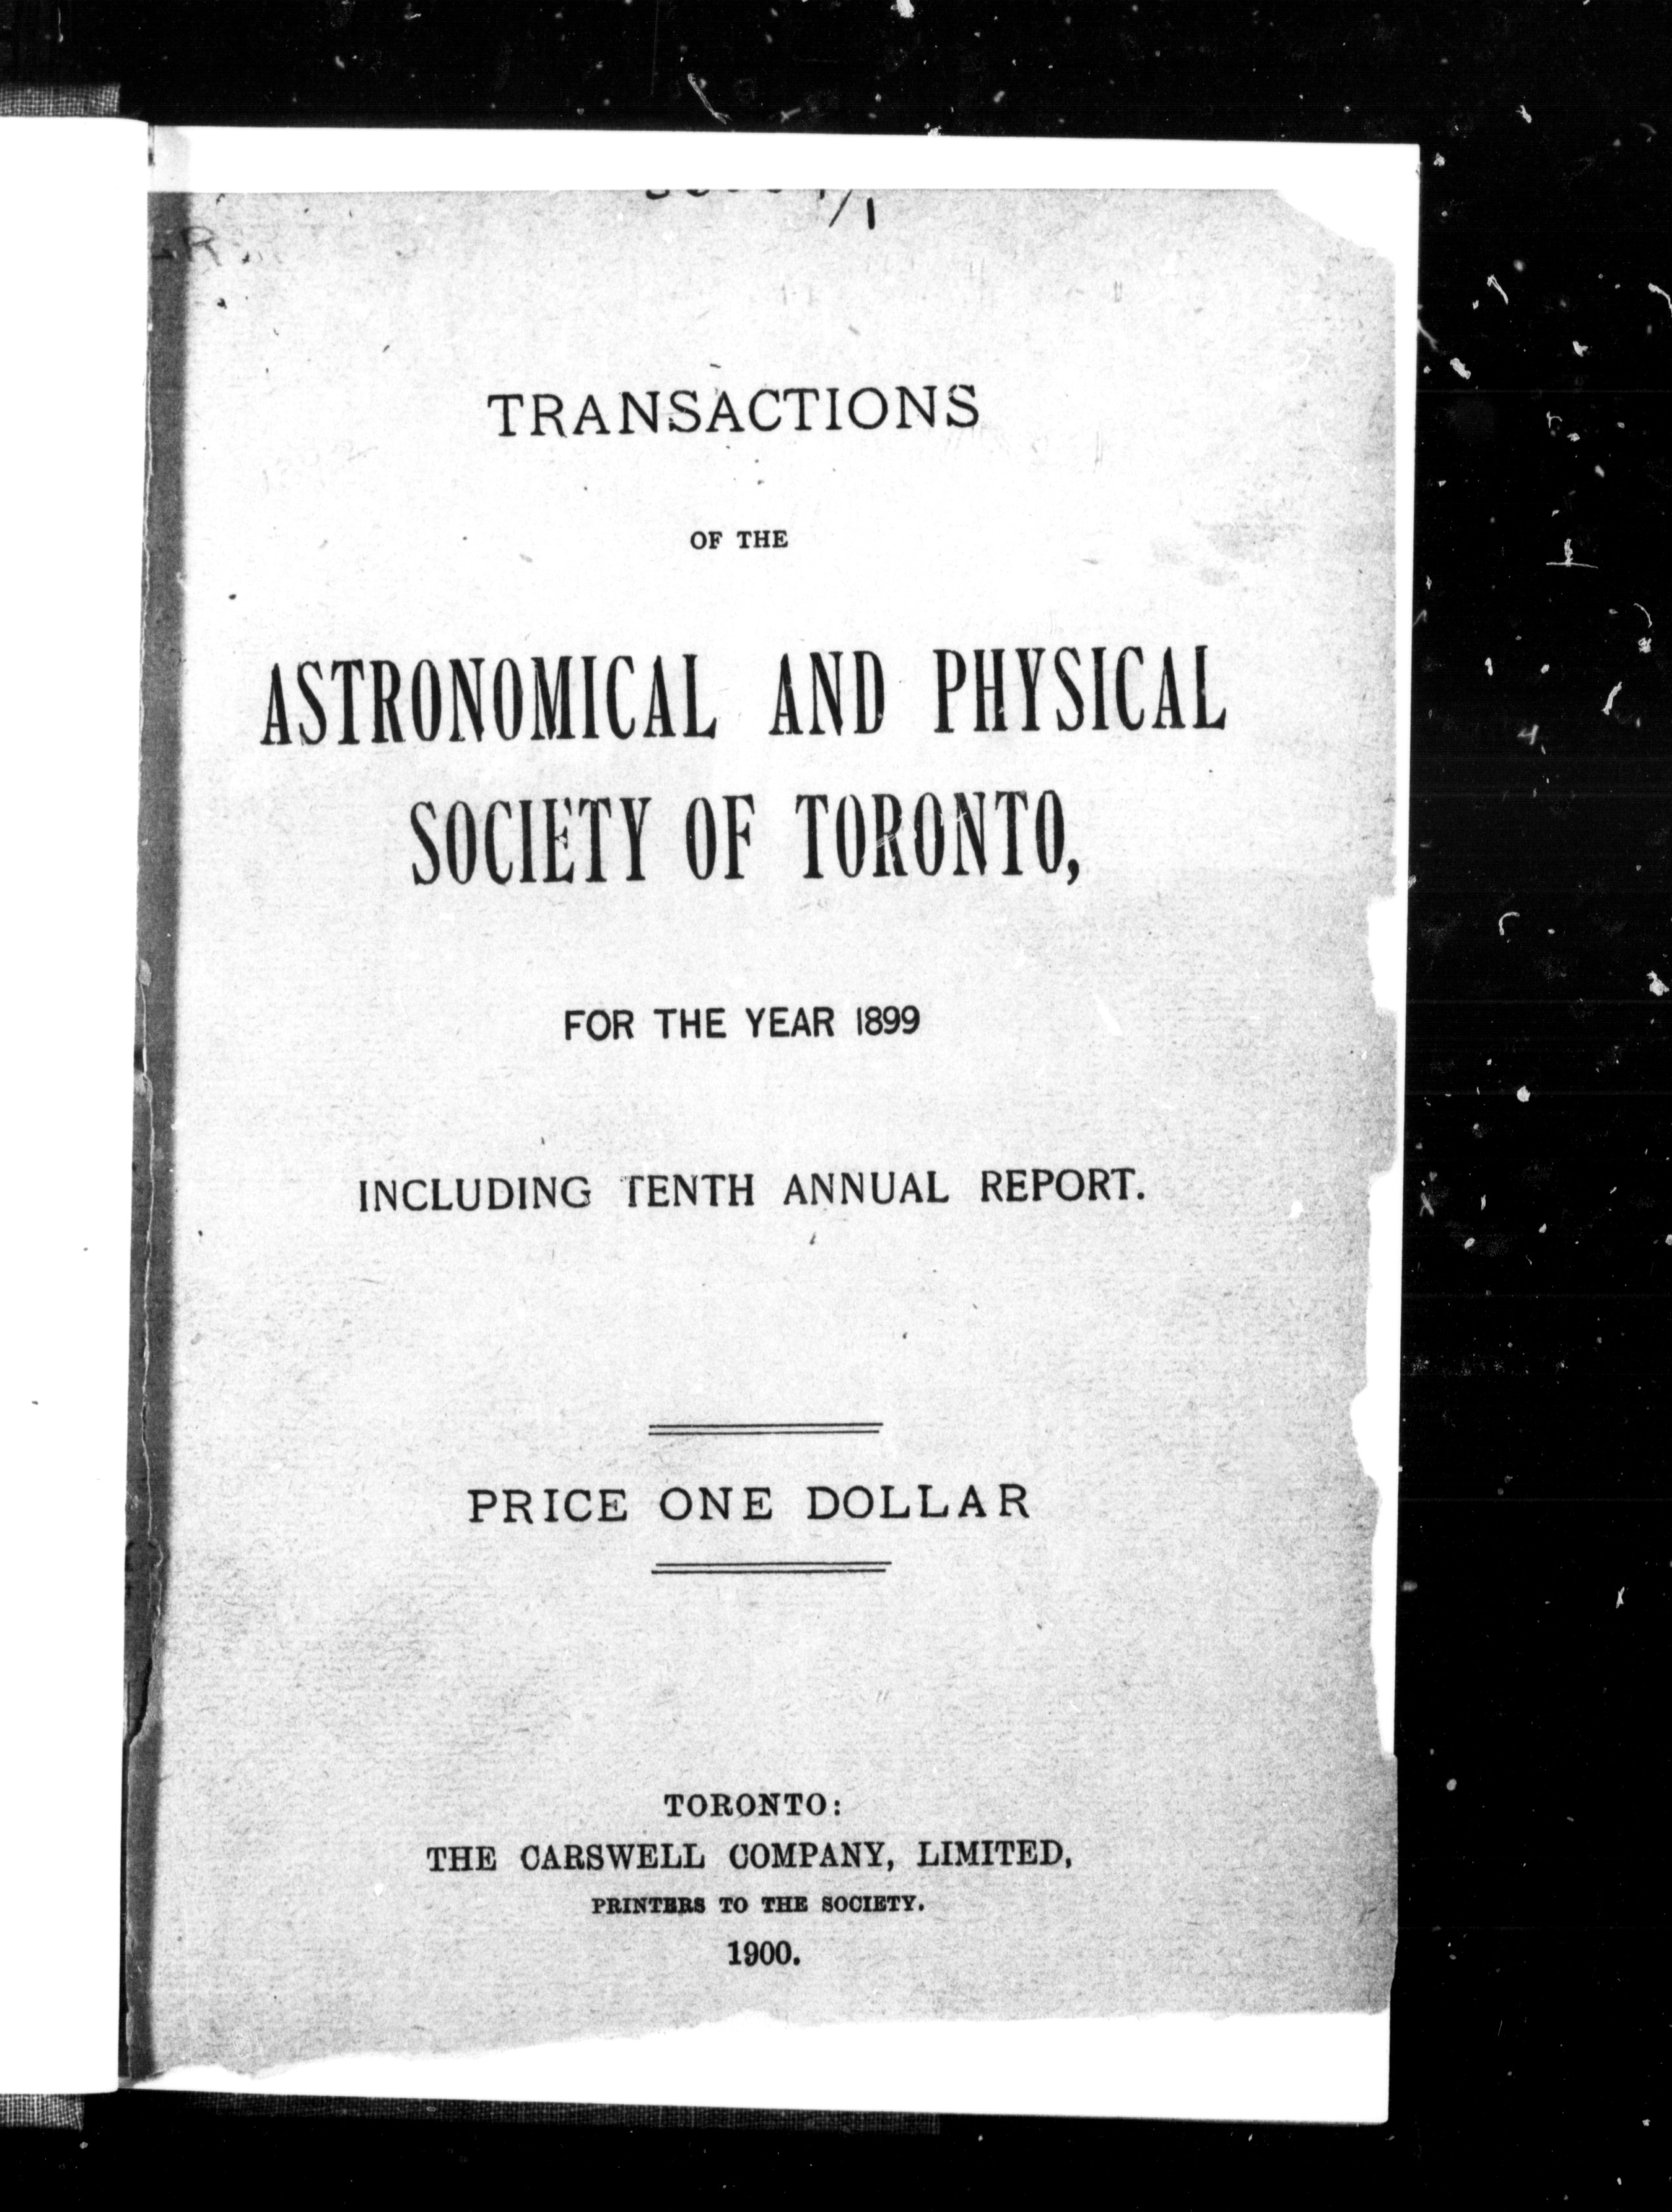 TRANSACTIONS
OF THE
ASTRONOMICAL AND PHYSICAL
SOCIETY OF TORONTO,
FOR THE YEAR 1899
INCLUDING TENTH ANNUAL REPORT.
PRICE ONE DOLLAR
TORONTO:
THE CARSWELL COMPANY, LIMITED,
PRINTERS TO THE SOCIETY.
1900.